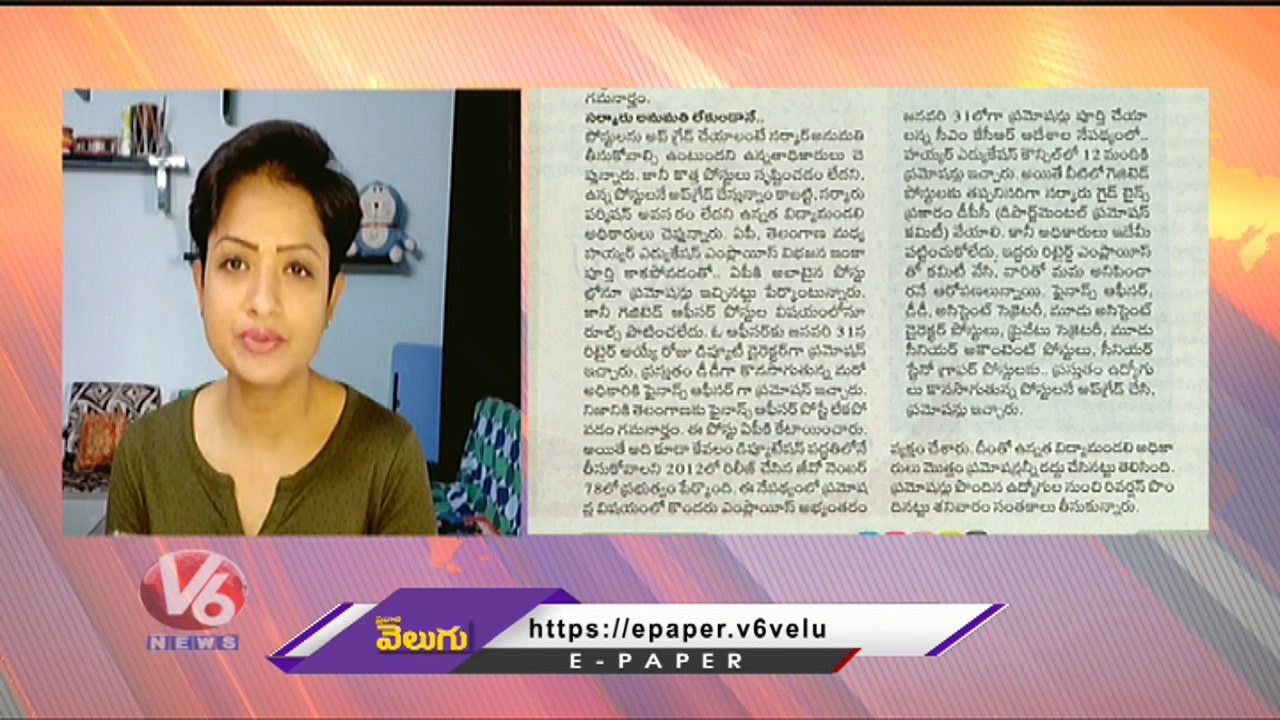 గమనార్హం.
సర్కారు అనుమతి లేకుండానే..
పోస్టులను అప్ గ్రేడ్ చేయాలంటే సర్కార్ అనుమతి
తీసుకోవాల్సి ఉంటుందని ఉన్నతాధికారులు చె
ప్తున్నారు. కానీ కొత్త పోస్టులు సృష్టించడం లేదని,
ఉన్న పోస్టులనే అప్‌గ్రేడ్ చేస్తున్నాం కాబట్టి, సర్కారు
పర్మిషన్ అవస రం లేదని ఉన్నత విద్యామండలి
అధికారులు చెప్తున్నారు. ఏపీ, తెలంగాణ మధ్య
హయ్యర్ ఎడ్యుకేషన్ ఎంప్లాయీస్ విభజన ఇంకా
పూర్తి కాకపోవడంతో.. ఏపీకి అలాటైన పోస్టు
ల్లోనూ ప్రమోషన్లు ఇచ్చినట్టు పేర్కొంటున్నారు.
కానీ గెజిటెడ్ ఆఫీసర్ పోస్టుల విషయంలోనూ
రూల్స్ పాటించలేదు. ఓ ఆఫీసర్‌కు జనవరి 31న
రిటైర్ అయ్యే రోజు డిప్యూటీ డైరెక్టర్‌గా ప్రమోషన్
ఇచ్చారు. ప్రస్తుతం డీడీగా కొనసాగుతున్న మరో
అధికారికి ఫైనాన్స్ ఆఫీసర్ గా ప్రమోషన్ ఇచ్చారు.
నిజానికి తెలంగాణకు ఫైనాన్స్ ఆఫీసర్ పోస్టే లేకపో
వడం గమనార్హం. ఈ పోస్టు ఏపీకి కేటాయించారు.
అయితే అది కూడా కేవలం డిప్యూటేషన్ పద్ధతిలోనే
తీసుకోవాలని 2012లో రిలీజ్ చేసిన జీవో నెంబర్
78లో ప్రభుత్వం పేర్కొంది. ఈ నేపథ్యంలో ప్రమోష
న్ల విషయంలో కొందరు ఎంప్లాయీస్ అభ్యంతరం
జనవరి 31లోగా ప్రమోషన్లు పూర్తి చేయా
లన్న సీఎం కేసీఆర్ ఆదేశాల నేపథ్యంలో..
హయ్యర్ ఎడ్యుకేషన్ కౌన్సిల్‌లో 12 మందికి
ప్రమోషన్లు ఇచ్చారు. అయితే వీటిలో గెజిటెడ్
పోస్టులకు తప్పనిసరిగా సర్కారు గైడ్ లైన్స్
ప్రకారం డీపీసీ (డిపార్ట్‌మెంటల్ ప్రమోషన్
కమిటీ) వేయాలి. కానీ అధికారులు ఇదేమీ
పట్టించుకోలేదు. ఇద్దరు రిటైర్డ్ ఎంప్లాయీస్
తో కమిటీ వేసి, వారితో మమ అనిపించా
రనే ఆరోపణలున్నాయి. ఫైనాన్స్ ఆఫీసర్,
డీడీ, అసిస్టెంట్ సెక్రెటరీ, మూడు అసిస్టెంట్
డైరెక్టర్ పోస్టులు, ప్రైవేటు సెక్రెటరీ, మూడు
సీనియర్ అకౌంటెంట్ పోస్టులు, సీనియర్
స్టెనో గ్రాఫర్ పోస్టులకు.. ప్రస్తుతం ఉద్యోగు
లు కొనసాగుతున్న పోస్టులనే అప్‌గ్రేడ్ చేసి,
ప్రమోషన్లు ఇచ్చారు.
వ్యక్తం చేశారు. దీంతో ఉన్నత విద్యామండలి అధికా
రులు మొత్తం ప్రమోషన్లన్నీ రద్దు చేసినట్టు తెలిసింది.
ప్రమోషన్లు పొందిన ఉద్యోగుల నుంచి రివర్షన్ పొం
దినట్టు శనివారం సంతకాలు తీసుకున్నారు.
V6
NEWS
వెలుగు
https://epaper.v6velu
E-PAPER